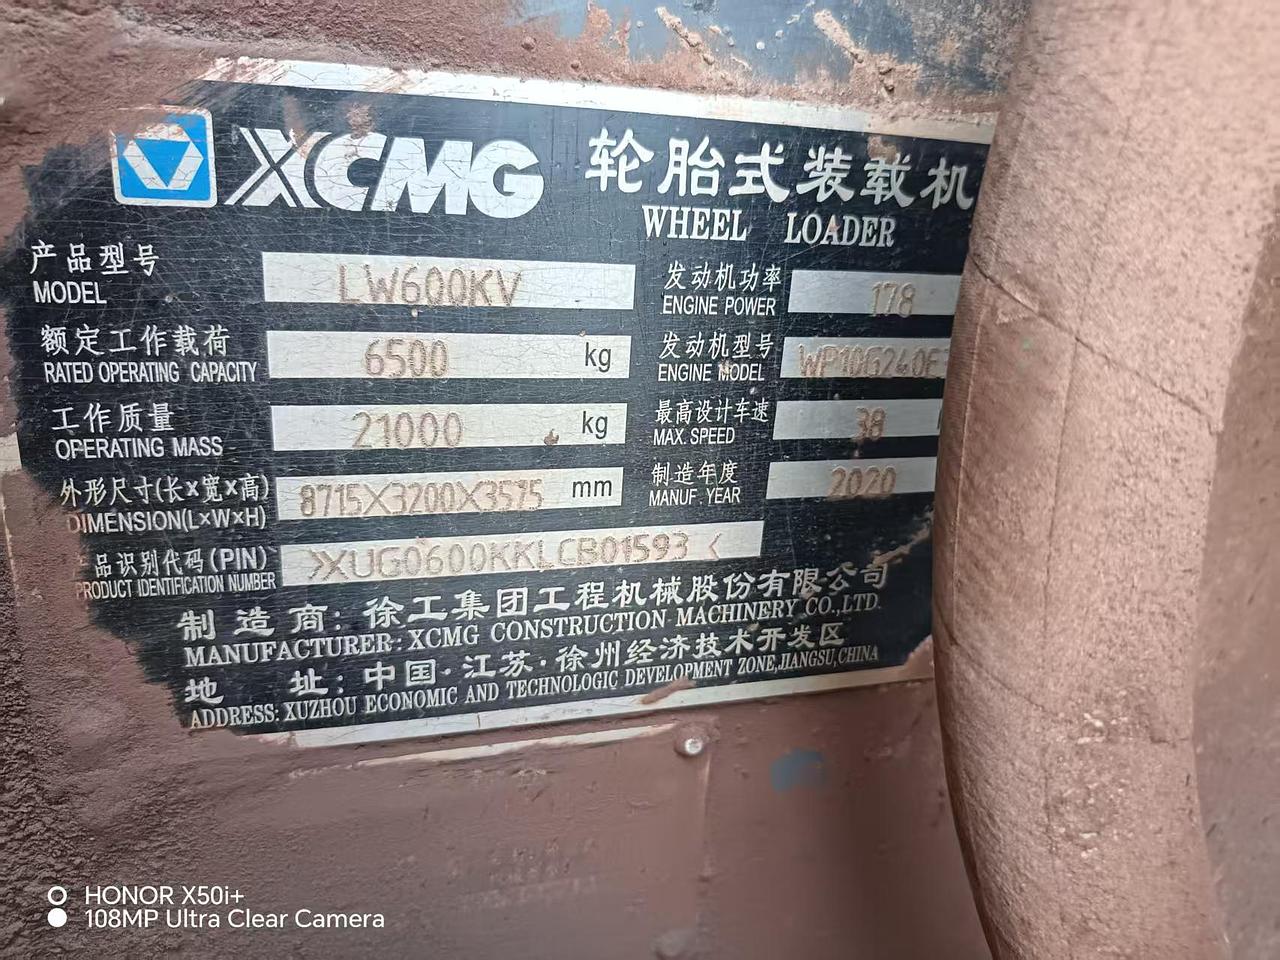 XCMG 轮胎式装载机
WHEEL LOADER
产品型号 LW600KV
MODEL
发动机功率 178
ENGINE POWER
额定工作载荷 6500 kg
RATED OPERATING CAPACITY
发动机型号 WP10G240E
ENGINE MODEL
工作质量 21000 kg
OPERATING MASS
最高设计车速 38
MAX. SPEED
外形尺寸(长×宽×高) 8715X3200X3575 mm
DIMENSION(L×W×H)
制造年度 2020
MANUF. YEAR
品识别代码(PIN) >XUG0600KKLCB01593<
PRODUCT IDENTIFICATION NUMBER
制造商:徐工集团工程机械股份有限公司
MANUFACTURER: XCMG CONSTRUCTION MACHINERY CO.,LTD.
地址:中国·江苏·徐州经济技术开发区
ADDRESS: XUZHOU ECONOMIC AND TECHNOLOGIC DEVELOPMENT ZONE,JIANGSU,CHINA
HONOR X50i+
108MP Ultra Clear Camera